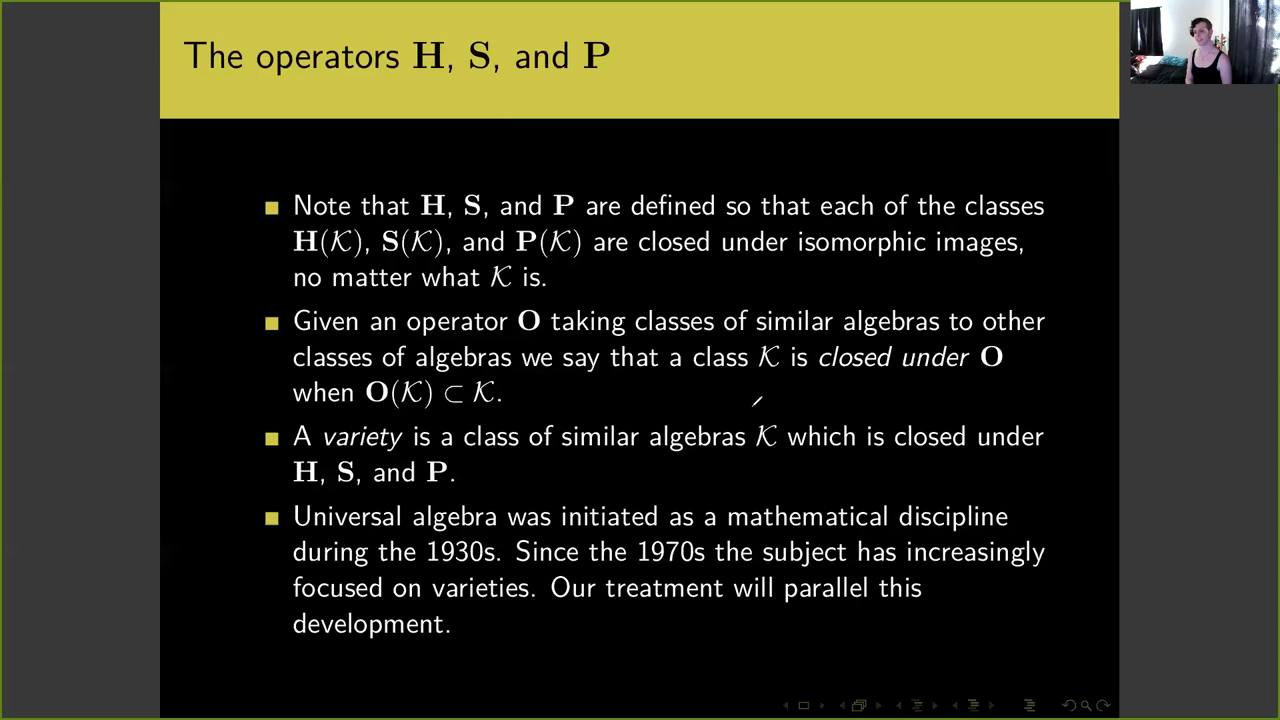 The operators H, S, and P
Note that H, S, and P are defined so that each of the classes
H(𝒦), S(𝒦), and P(𝒦) are closed under isomorphic images,
no matter what 𝒦 is.
Given an operator O taking classes of similar algebras to other
classes of algebras we say that a class 𝒦 is closed under O
when O(𝒦) ⊂ 𝒦.
A variety is a class of similar algebras 𝒦 which is closed under
H, S, and P.
Universal algebra was initiated as a mathematical discipline
during the 1930s. Since the 1970s the subject has increasingly
focused on varieties. Our treatment will parallel this
development.